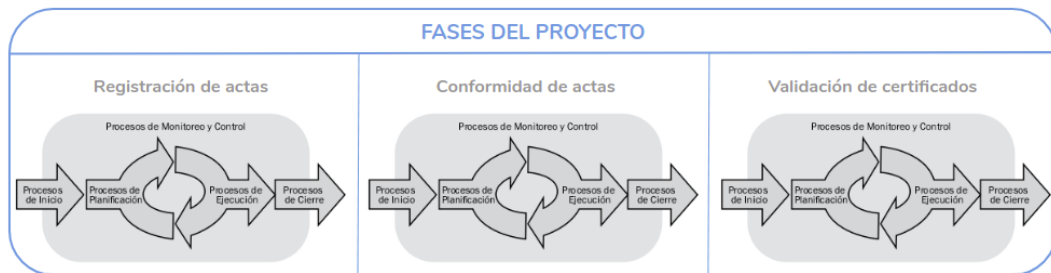 FASES DEL PROYECTO
Registración de actas
Procesos de Monitoreo y Control
Procesos
de Inicio
Procesos de
Planificación
Procesos de
Ejecución
Procesos
de Cierre
Conformidad de actas
Procesos de Monitoreo y Control
Procesos
de Inicio
Procesos de
Planificación
Procesos de
Ejecución
Procesos
de Cierre
Validación de certificados
Procesos de Monitoreo y Control
Procesos
de Inicio
Procesos de
Planificación
Procesos de
Ejecución
Procesos
de Cierre